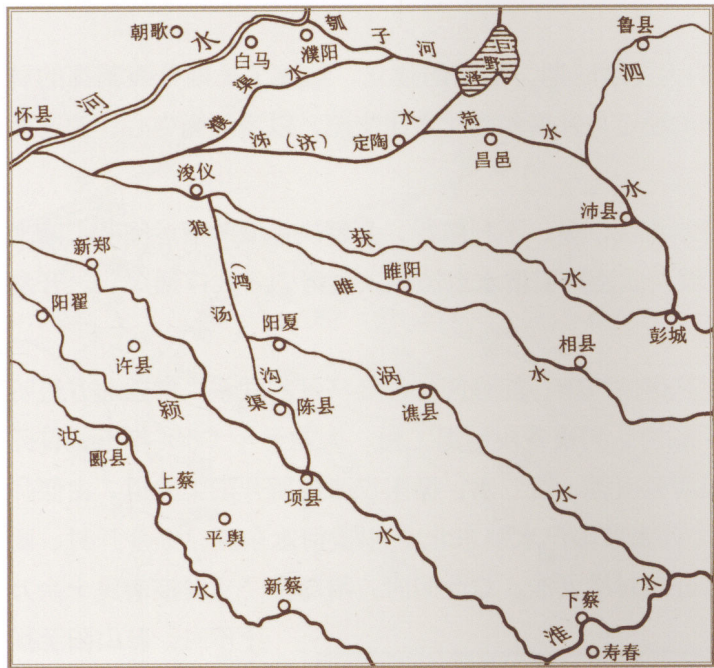 朝歌
河水
白马
濮阳
瓠子河
巨野泽
鲁县
泗水
怀县
濮渠水
泲(济)水
定陶
菏水
昌邑
浚仪
沛县
获水
狼汤渠
(鸿沟)
睢水
睢阳
新郑
阳翟
许县
阳夏
彭城
相县
涡水
谯县
陈县
颍水
汝水
郾县
上蔡
项县
平舆
新蔡
下蔡
淮水
寿春